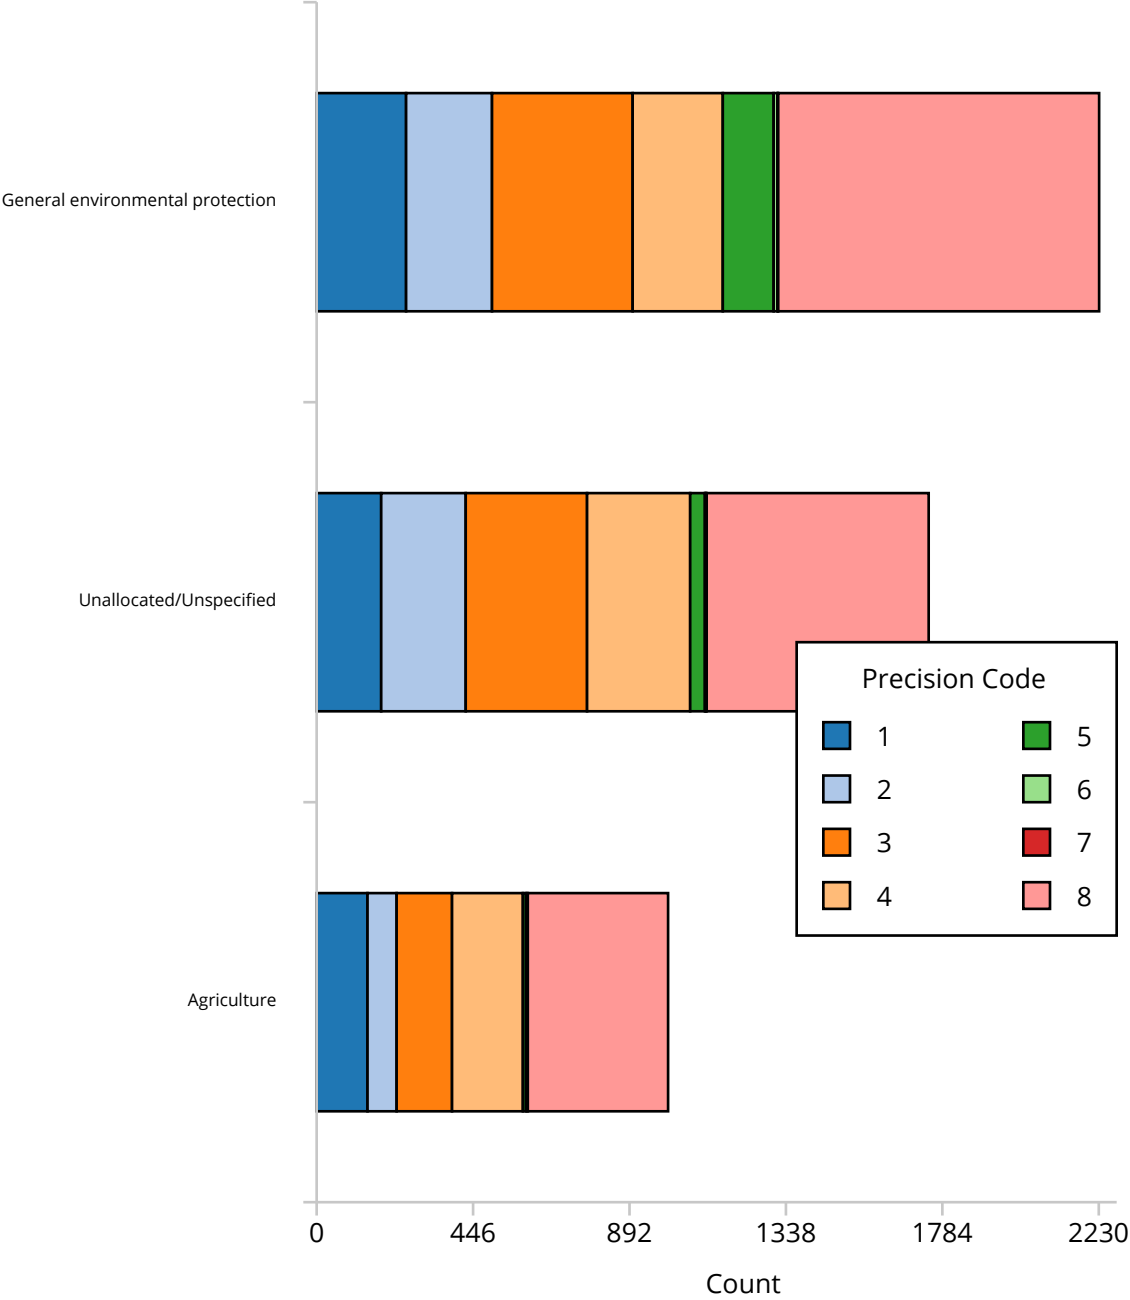 General environmental protection
Unallocated/Unspecified
Precision Code
1 5
2 6
3 7
4 8
Agriculture
0 446 892 1338 1784 2230
Count